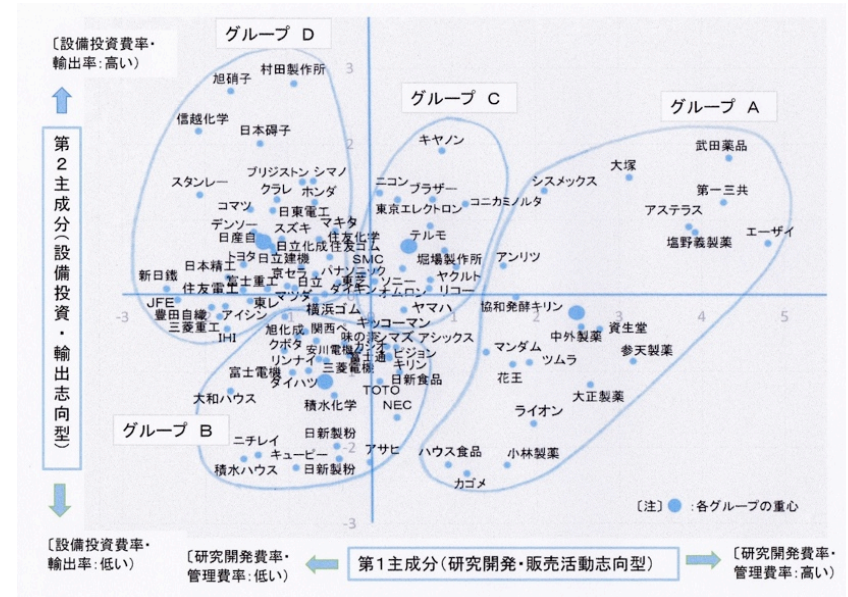 〔設備投資費率・
輸出率：高い〕
グループ D
グループ C
グループ A
グループ B
第２主成分(設備投資・輸出志向型)
〔設備投資費率・
輸出率：低い〕
〔研究開発費率・
管理費率：低い〕
第１主成分(研究開発・販売活動志向型)
〔研究開発費率・
管理費率：高い〕
〔注〕 ：各グループの重心
3
2
-2
-3
-3
-2
-1
1
2
3
5
村田製作所
旭硝子
信越化学
日本碍子
ブリジストン シマノ
スタンレー
クラレ
ホンダ
コマツ
日東電工
デンソー
スズキ
マキタ
日産自
住友化学
日立化成
住友ゴム
トヨタ
日立建機
SMC
日本精工
京セラ
パナソニック
新日鐵
住友電工
富士重工
日立
東芝
ソニー
ダイキン
オムロン
JFE
東レ
マツダ
豊田自織
アイシン
横浜ゴム
三菱重工
IHI
キヤノン
ニコン
ブラザー
東京エレクトロン
コニカミノルタ
テルモ
堀場製作所
ヤクルト
リコー
ヤマハ
アンリツ
シスメックス
大塚
武田薬品
第一三共
アステラス
塩野義製薬
エーザイ
協和発酵キリン
中外製薬
資生堂
参天製薬
マンダム
ツムラ
花王
大正製薬
ライオン
小林製薬
ハウス食品
カゴメ
キッコーマン
旭化成
関西ペ
味の素
シマズ
アシックス
クボタ
安川電機
カシオ
富士通
ピジョン
リンナイ
三菱電機
キリン
富士電機
ダイハツ
日新食品
TOTO
大和ハウス
積水化学
NEC
ニチレイ
日新製粉
アサヒ
キューピー
積水ハウス
日新製粉